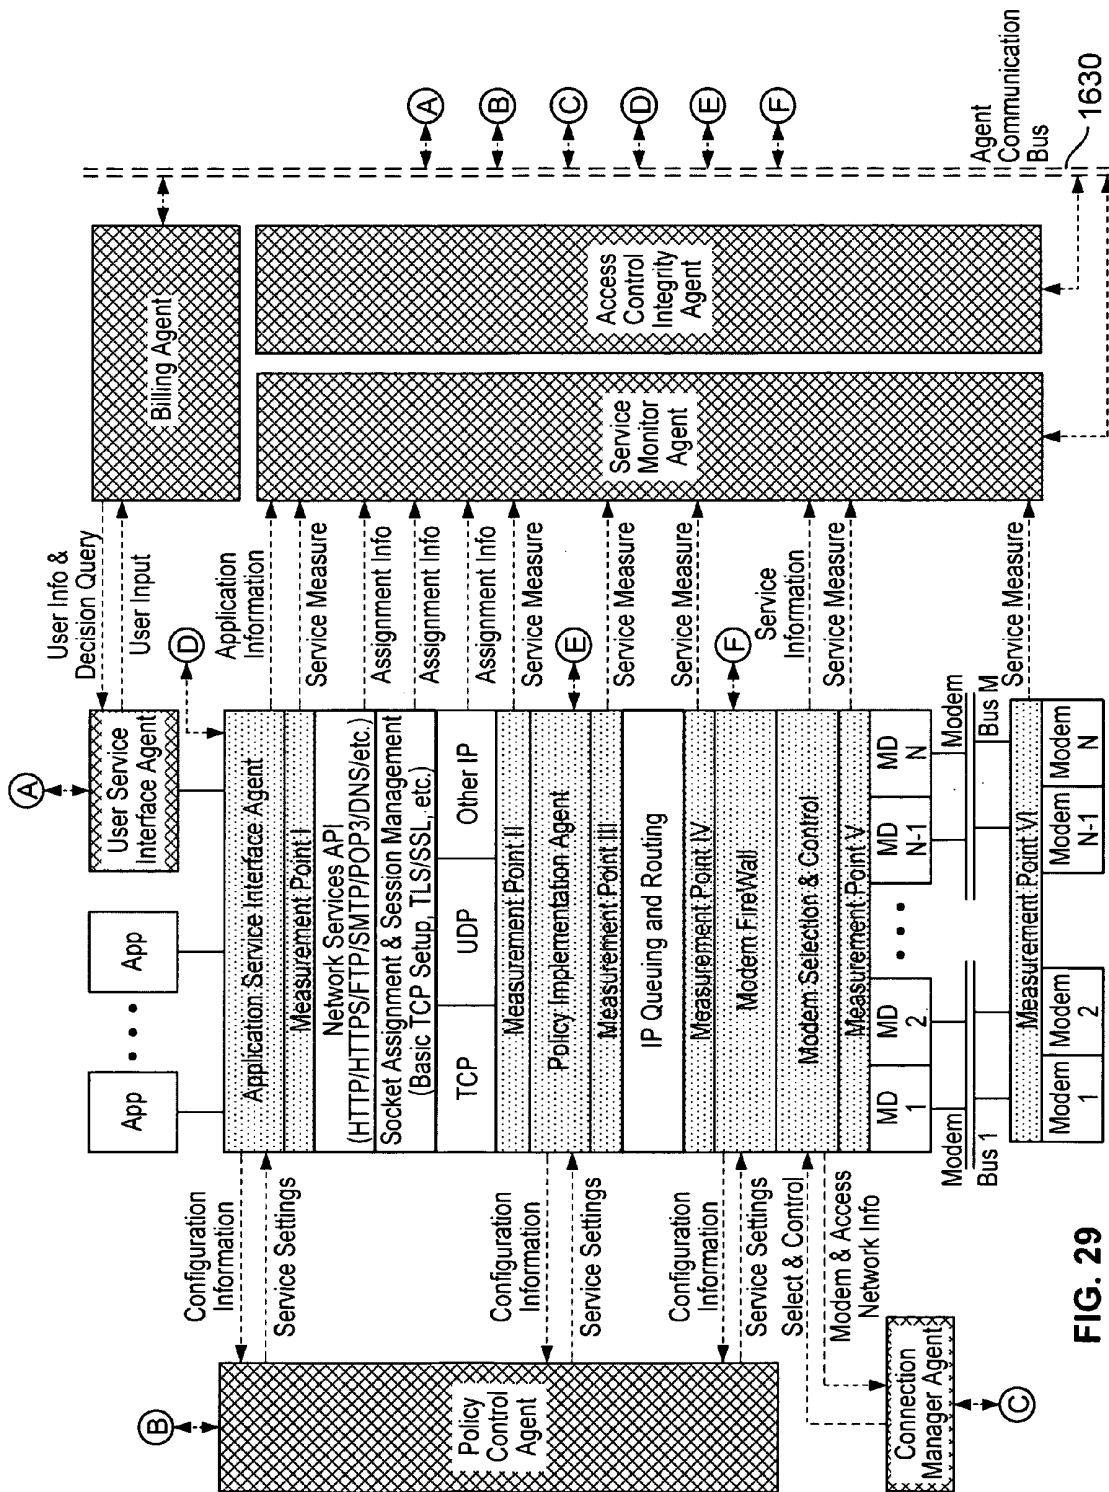 A
User Service
Interface Agent
App
• • • •
App
User Info &
Decision Query
User Input
D
Billing Agent
B
Policy
Control
Agent
Configuration
Information
Service Settings
Configuration
Information
Service Settings
Configuration
Information
Service Settings
Select & Control
Modem & Access
Network Info
Connection
Manager Agent
C
Application Service Interface Agent
Measurement Point I
Network Services API
(HTTP/HTTPS/FTP/SMTP/POP3/DNS/etc.)
Socket Assignment & Session Management
(Basic TCP Setup, TLS/SSL, etc.)
TCP
UDP
Other IP
Measurement Point II
Policy Implementation Agent
Measurement Point III
IP Queuing and Routing
Measurement Point IV
Modem FireWall
Modem Selection & Control
Measurement Point V
MD
1
MD
2
• • •
MD
N-1
MD
N
Modem
Bus 1
Modem
Bus M
Measurement Point VI
Modem
1
Modem
2
Modem
N-1
Modem
N
Application
Information
Service Measure
Assignment Info
Assignment Info
Assignment Info
Service Measure
E
Service Measure
Service Measure
F
Service
Information
Service Measure
Service Measure
Service
Monitor
Agent
Access
Control
Integrity
Agent
A
B
C
D
E
F
Agent
Communication
Bus
1630
FIG. 29